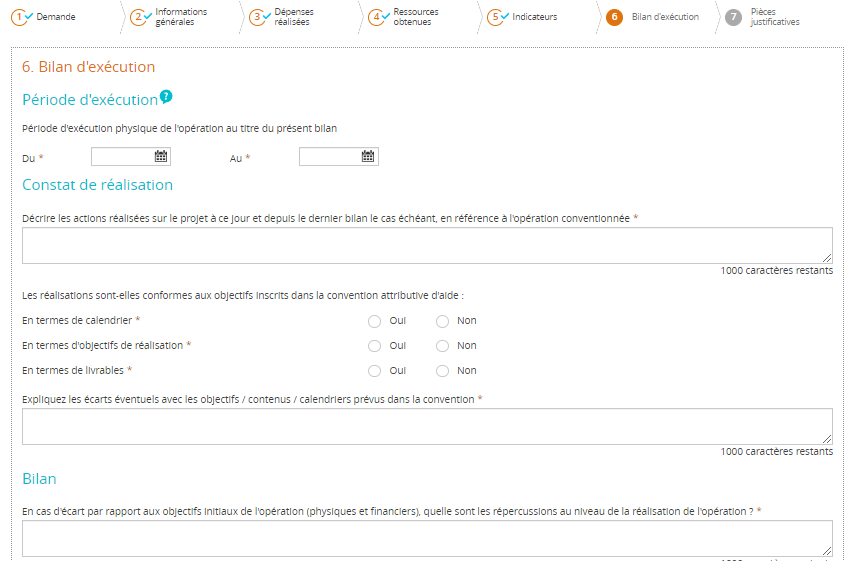 1 Demande
2 Informations générales
3 Dépenses réalisées
4 Ressources obtenues
5 Indicateurs
6 Bilan d'exécution
7 Pièces justificatives
6. Bilan d'exécution
Période d'exécution ?
Période d'exécution physique de l'opération au titre du présent bilan
Du * Au *
Constat de réalisation
Décrire les actions réalisées sur le projet à ce jour et depuis le dernier bilan le cas échéant, en référence à l'opération conventionnée *
1000 caractères restants
Les réalisations sont-elles conformes aux objectifs inscrits dans la convention attributive d'aide :
En termes de calendrier * Oui Non
En termes d'objectifs de réalisation * Oui Non
En termes de livrables * Oui Non
Expliquez les écarts éventuels avec les objectifs / contenus / calendriers prévus dans la convention *
1000 caractères restants
Bilan
En cas d'écart par rapport aux objectifs initiaux de l'opération (physiques et financiers), quelle sont les répercussions au niveau de la réalisation de l'opération ? *